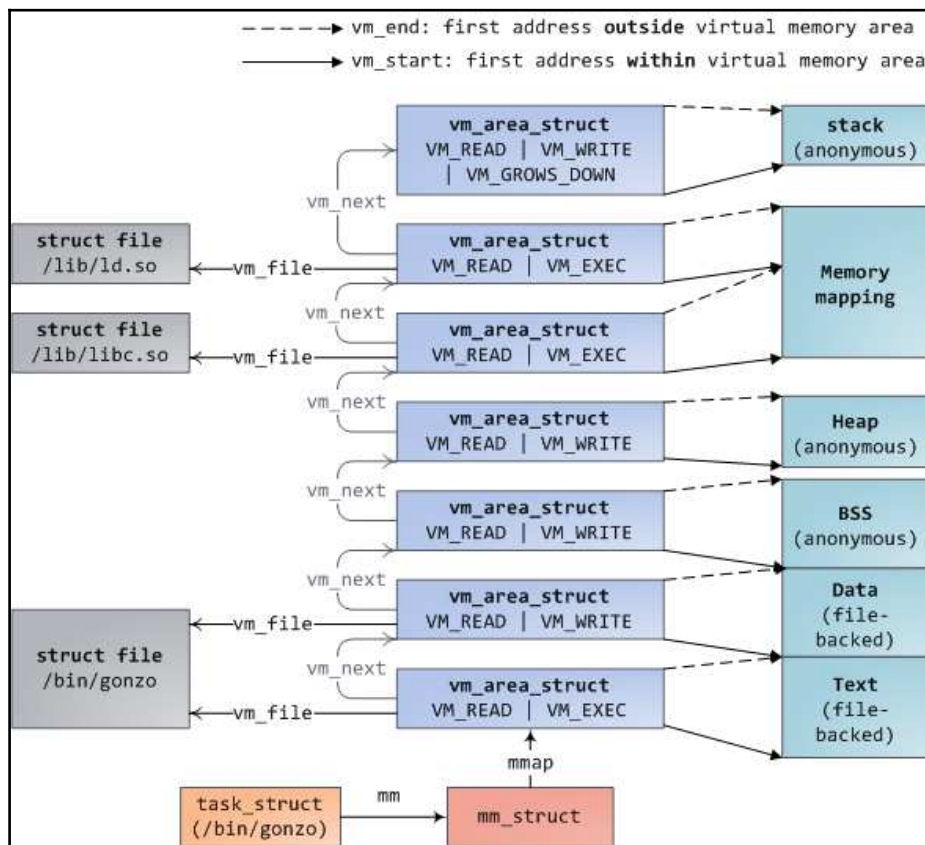 vm_end: first address outside virtual memory area
vm_start: first address within virtual memory area
vm_area_struct
VM_READ | VM_WRITE
| VM_GROWS_DOWN
stack
(anonymous)
vm_next
struct file
/lib/ld.so
vm_file
vm_area_struct
VM_READ | VM_EXEC
Memory
mapping
vm_next
struct file
/lib/libc.so
vm_file
vm_area_struct
VM_READ | VM_EXEC
vm_next
vm_area_struct
VM_READ | VM_WRITE
Heap
(anonymous)
vm_next
vm_area_struct
VM_READ | VM_WRITE
BSS
(anonymous)
vm_next
vm_file
vm_area_struct
VM_READ | VM_WRITE
Data
(file-
backed)
struct file
/bin/gonzo
vm_next
vm_file
vm_area_struct
VM_READ | VM_EXEC
Text
(file-
backed)
mmap
task_struct
(/bin/gonzo)
mm
mm_struct